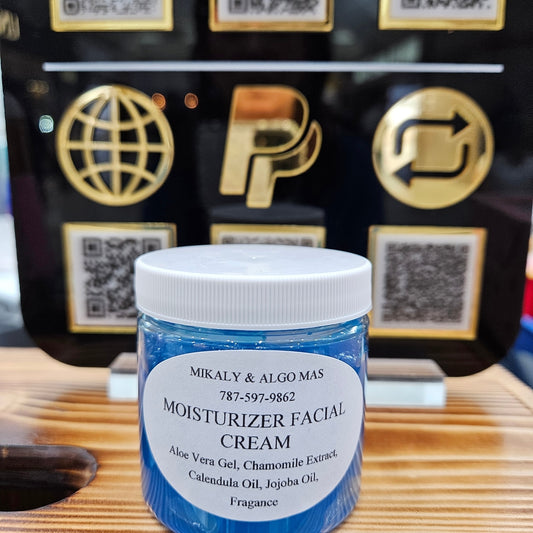 MIKALY & ALGO MAS
787-597-9862
MOISTURIZER FACIAL
CREAM
Aloe Vera Gel, Chamomile Extract,
Calendula Oil, Jojoba Oil,
Fragance